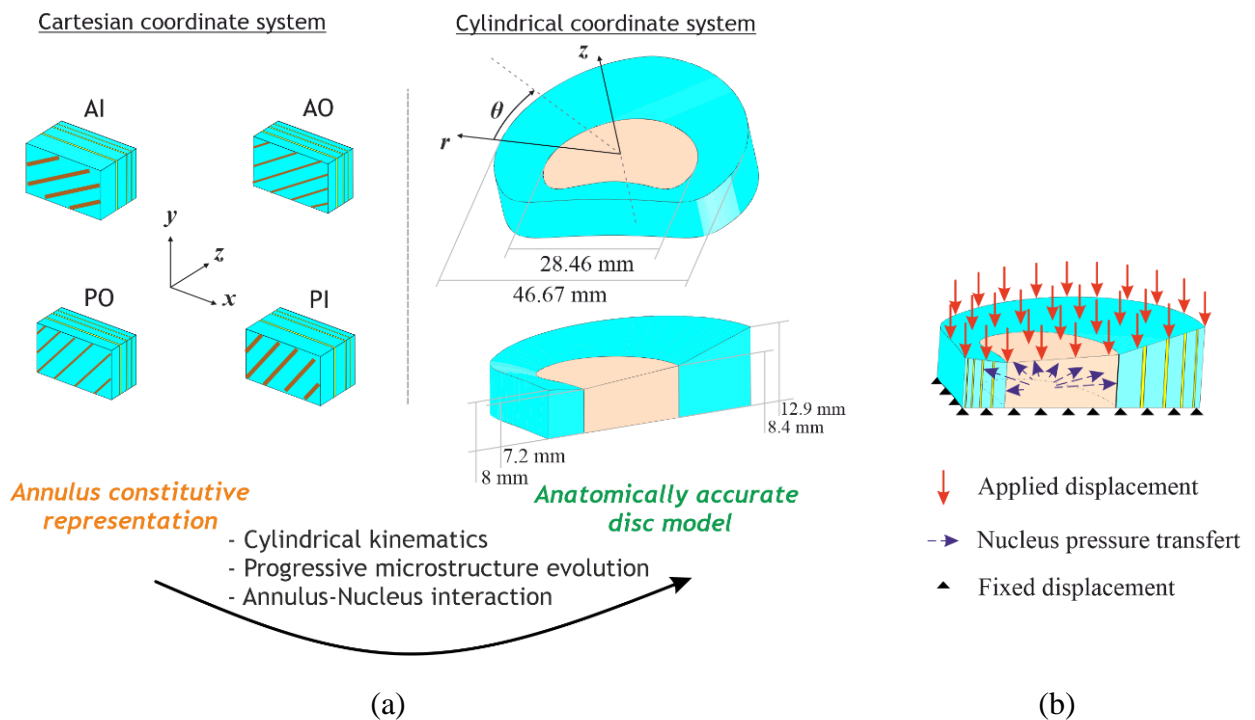 Cartesian coordinate system
Cylindrical coordinate system
AI
AO
y
z
x
PO
PI
z
θ
r
28.46 mm
46.67 mm
12.9 mm
8.4 mm
7.2 mm
8 mm
Annulus constitutive
representation
Anatomically accurate
disc model
- Cylindrical kinematics
- Progressive microstructure evolution
- Annulus-Nucleus interaction
Applied displacement
Nucleus pressure transfert
Fixed displacement
(a)
(b)